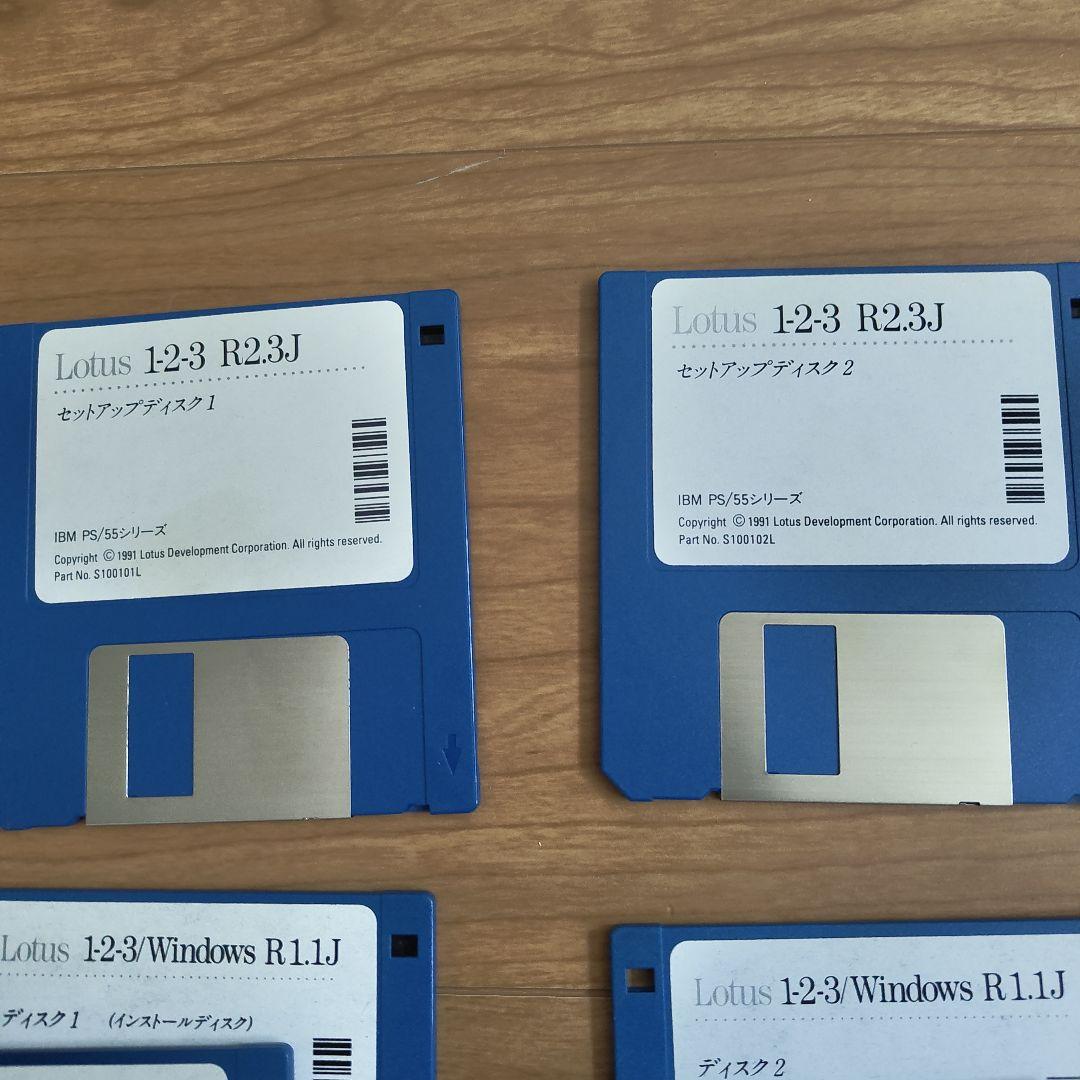 Lotus 1-2-3 R2.3J
セットアップディスク1
IBM PS/55シリーズ
Copyright ©1991 Lotus Development Corporation. All rights reserved.
Part No. S100101L
Lotus 1-2-3 R2.3J
セットアップディスク2
IBM PS/55シリーズ
Copyright ©1991 Lotus Development Corporation. All rights reserved.
Part No. S100102L
Lotus 1-2-3/Windows R1.1J
ディスク1 (インストールディスク)
Lotus 1-2-3/Windows R1.1J
ディスク2